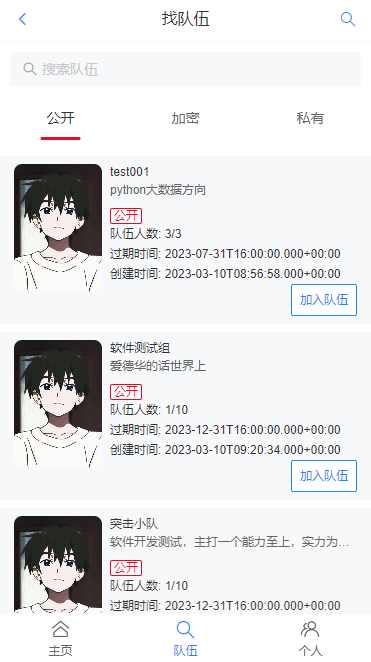 找队伍
搜索队伍
公开 加密 私有
test001
python大数据方向
公开
队伍人数: 3/3
过期时间: 2023-07-31T16:00:00.000+00:00
创建时间: 2023-03-10T08:56:58.000+00:00
加入队伍
软件测试组
爱德华的话世界上
公开
队伍人数: 1/10
过期时间: 2023-12-31T16:00:00.000+00:00
创建时间: 2023-03-10T09:20:34.000+00:00
加入队伍
突击小队
软件开发测试，主打一个能力至上，实力为...
公开
队伍人数: 1/10
过期时间: 2023-12-31T16:00:00.000+00:00
主页 队伍 个人